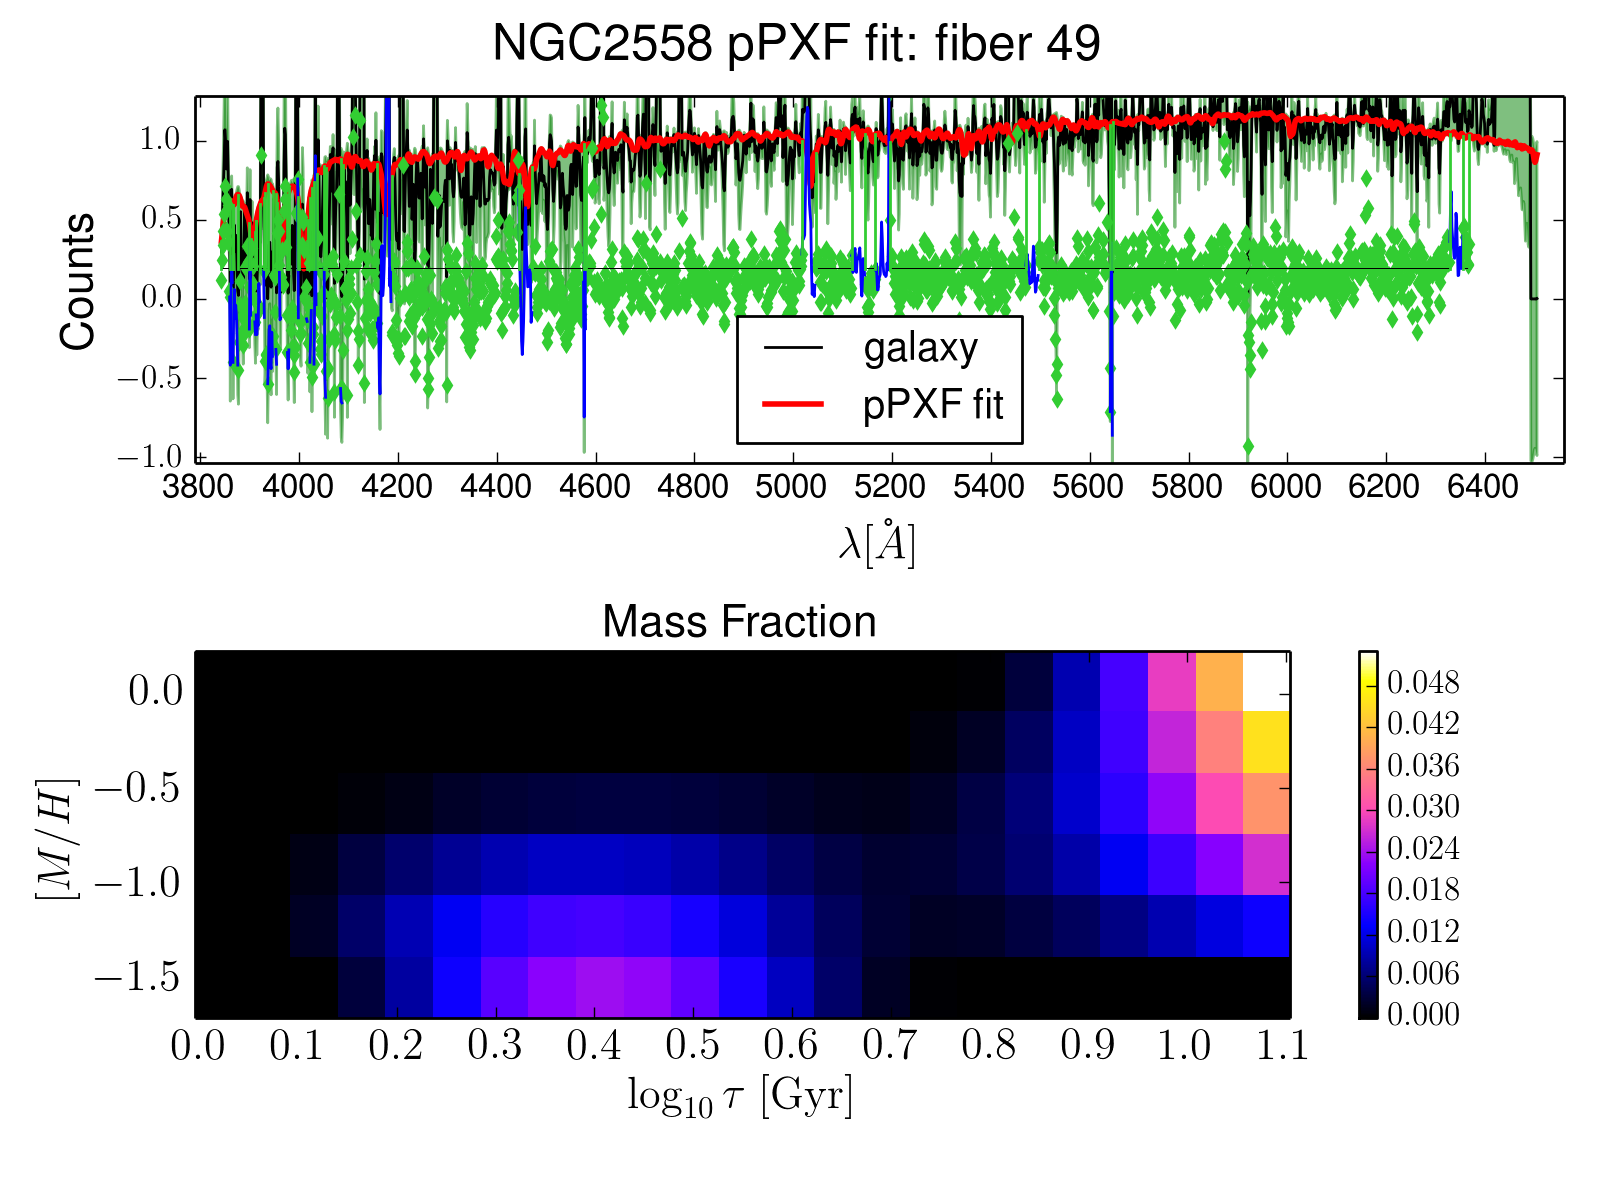 NGC2558 pPXF fit: fiber 49
Counts
1.0
0.5
0.0
−0.5
−1.0
galaxy
pPXF fit
3800 4000 4200 4400 4600 4800 5000 5200 5400 5600 5800 6000 6200 6400
λ[Å]
Mass Fraction
[M/H]
0.0
−0.5
−1.0
−1.5
0.0 0.1 0.2 0.3 0.4 0.5 0.6 0.7 0.8 0.9 1.0 1.1
log₁₀ τ [Gyr]
0.048
0.042
0.036
0.030
0.024
0.018
0.012
0.006
0.000